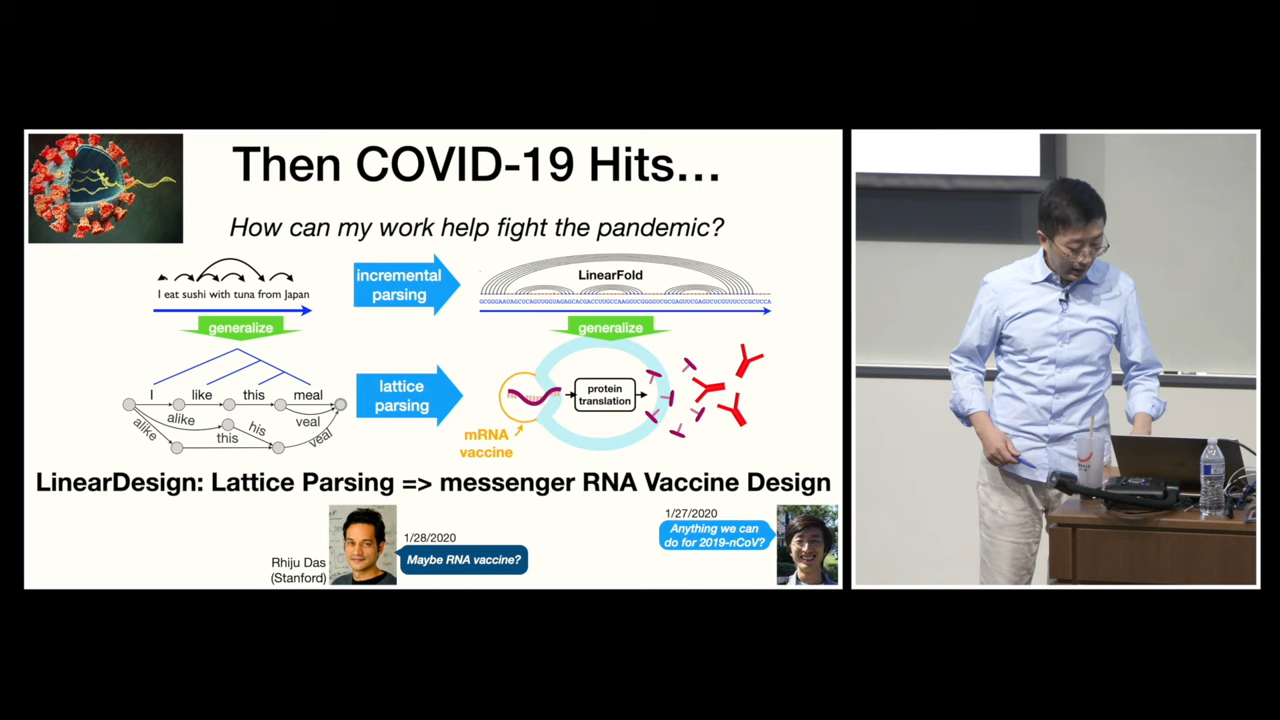 Then COVID-19 Hits...
How can my work help fight the pandemic?
I eat sushi with tuna from Japan
incremental
parsing
LinearFold
GCGGGAAUAGCUCAGUUGGUAGAGCACGACCUUGCCAAGGUCGGGGUCGCGAGUUCGAGUCUCGUUUCCCGCUCCA
generalize
generalize
I like this meal
alike
veal
alike
this
his
veal
lattice
parsing
protein
translation
mRNA
vaccine
LinearDesign: Lattice Parsing => messenger RNA Vaccine Design
1/27/2020
Anything we can
do for 2019-nCoV?
1/28/2020
Maybe RNA vaccine?
Rhiju Das
(Stanford)